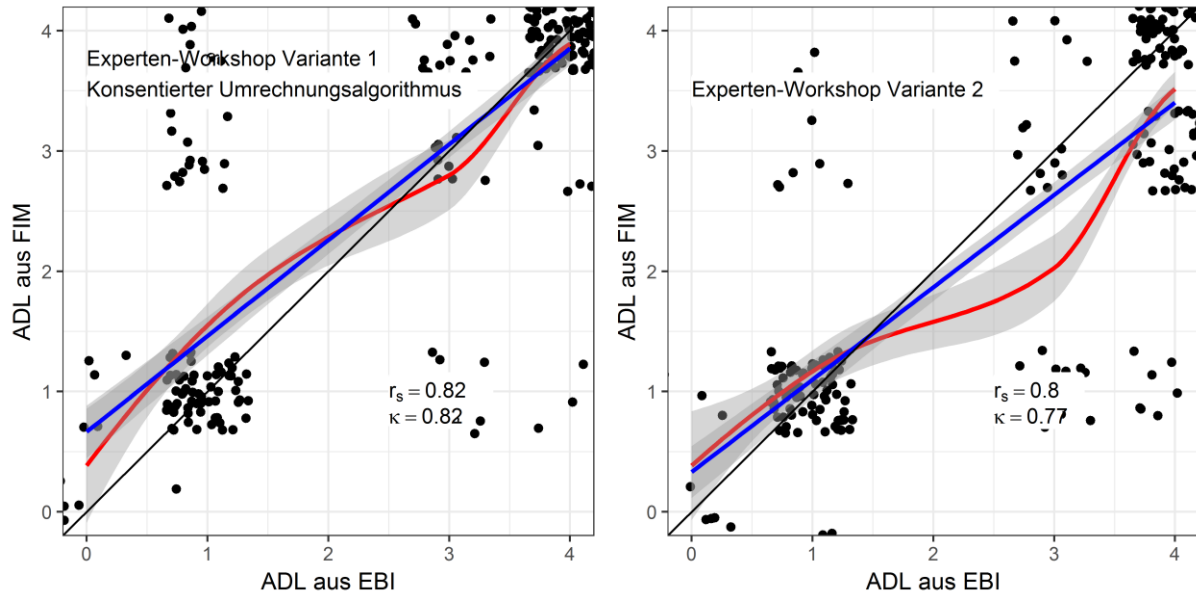 Experten-Workshop Variante 1
Konsentierter Umrechnungsalgorithmus
rs = 0.82
κ = 0.82
4
3
2
1
0
0
1
2
3
4
ADL aus FIM
ADL aus EBI
Experten-Workshop Variante 2
rs = 0.8
κ = 0.77
4
3
2
1
0
0
1
2
3
4
ADL aus FIM
ADL aus EBI